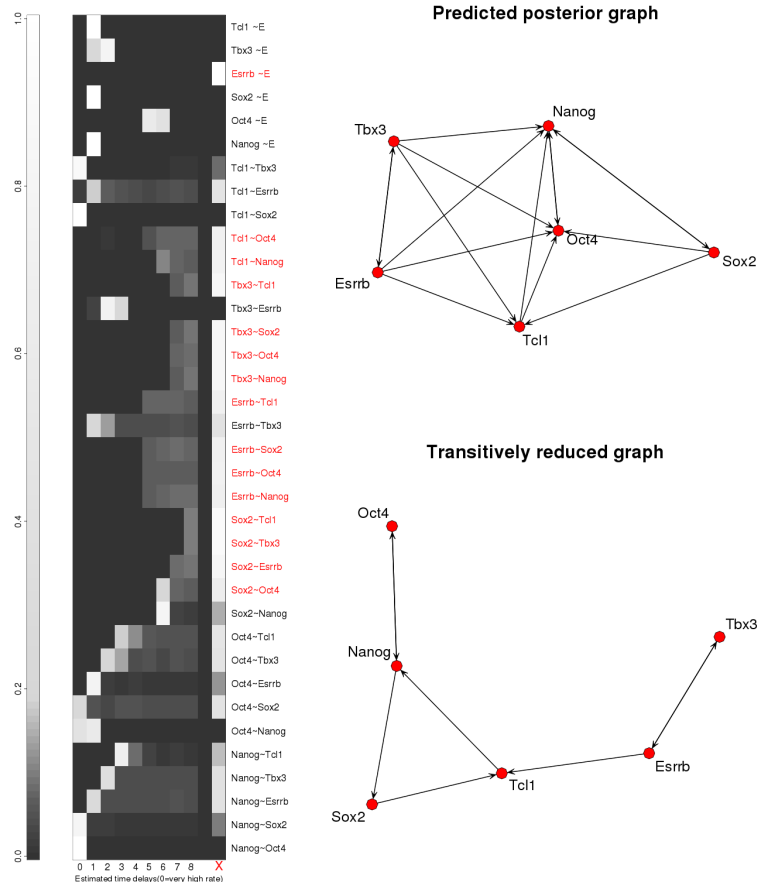 Predicted posterior graph
Nanog
Tbx3
Oct4
Sox2
Esrrb
Tcl1
Transitively reduced graph
Oct4
Tbx3
Nanog
Esrrb
Tcl1
Sox2
1.0
0.8
0.6
0.4
0.2
0.0
Tcl1 ~E
Tbx3 ~E
Esrrb ~E
Sox2 ~E
Oct4 ~E
Nanog ~E
Tcl1~Tbx3
Tcl1~Esrrb
Tcl1~Sox2
Tcl1~Oct4
Tcl1~Nanog
Tbx3~Tcl1
Tbx3~Esrrb
Tbx3~Sox2
Tbx3~Oct4
Tbx3~Nanog
Esrrb~Tcl1
Esrrb~Tbx3
Esrrb~Sox2
Esrrb~Oct4
Esrrb~Nanog
Sox2~Tcl1
Sox2~Tbx3
Sox2~Esrrb
Sox2~Oct4
Sox2~Nanog
Oct4~Tcl1
Oct4~Tbx3
Oct4~Esrrb
Oct4~Sox2
Oct4~Nanog
Nanog~Tcl1
Nanog~Tbx3
Nanog~Esrrb
Nanog~Sox2
Nanog~Oct4
0 1 2 3 4 5 6 7 8 X
Estimated time delays(0=very high rate)